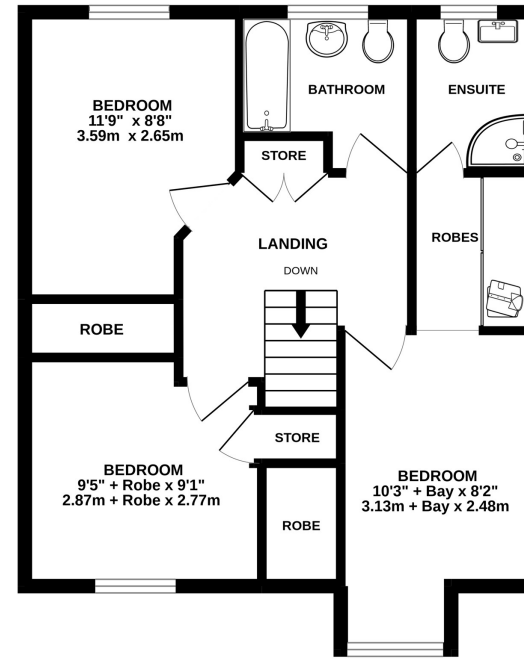 BEDROOM
11'9" x 8'8"
3.59m x 2.65m
BATHROOM
ENSUITE
STORE
LANDING
DOWN
ROBES
ROBE
STORE
BEDROOM
9'5" + Robe x 9'1"
2.87m + Robe x 2.77m
BEDROOM
10'3" + Bay x 8'2"
3.13m + Bay x 2.48m
ROBE